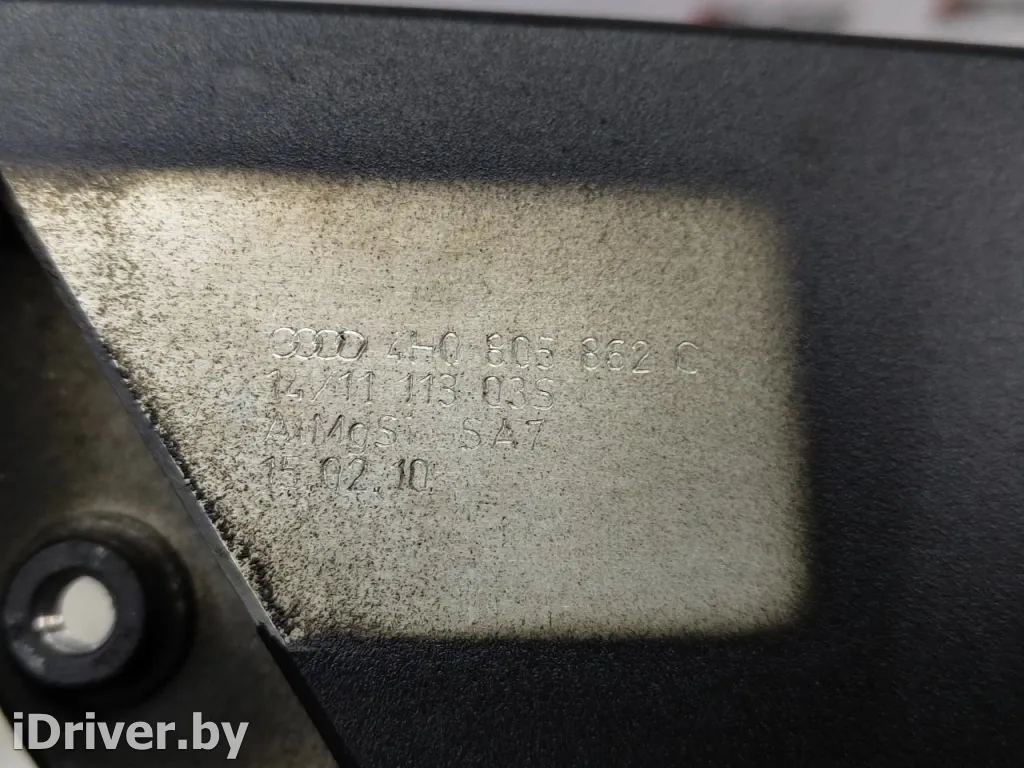 4H0 805 862 C
14/11 113 03S
AlMgSi SA7
15.02.10
iDriver.by